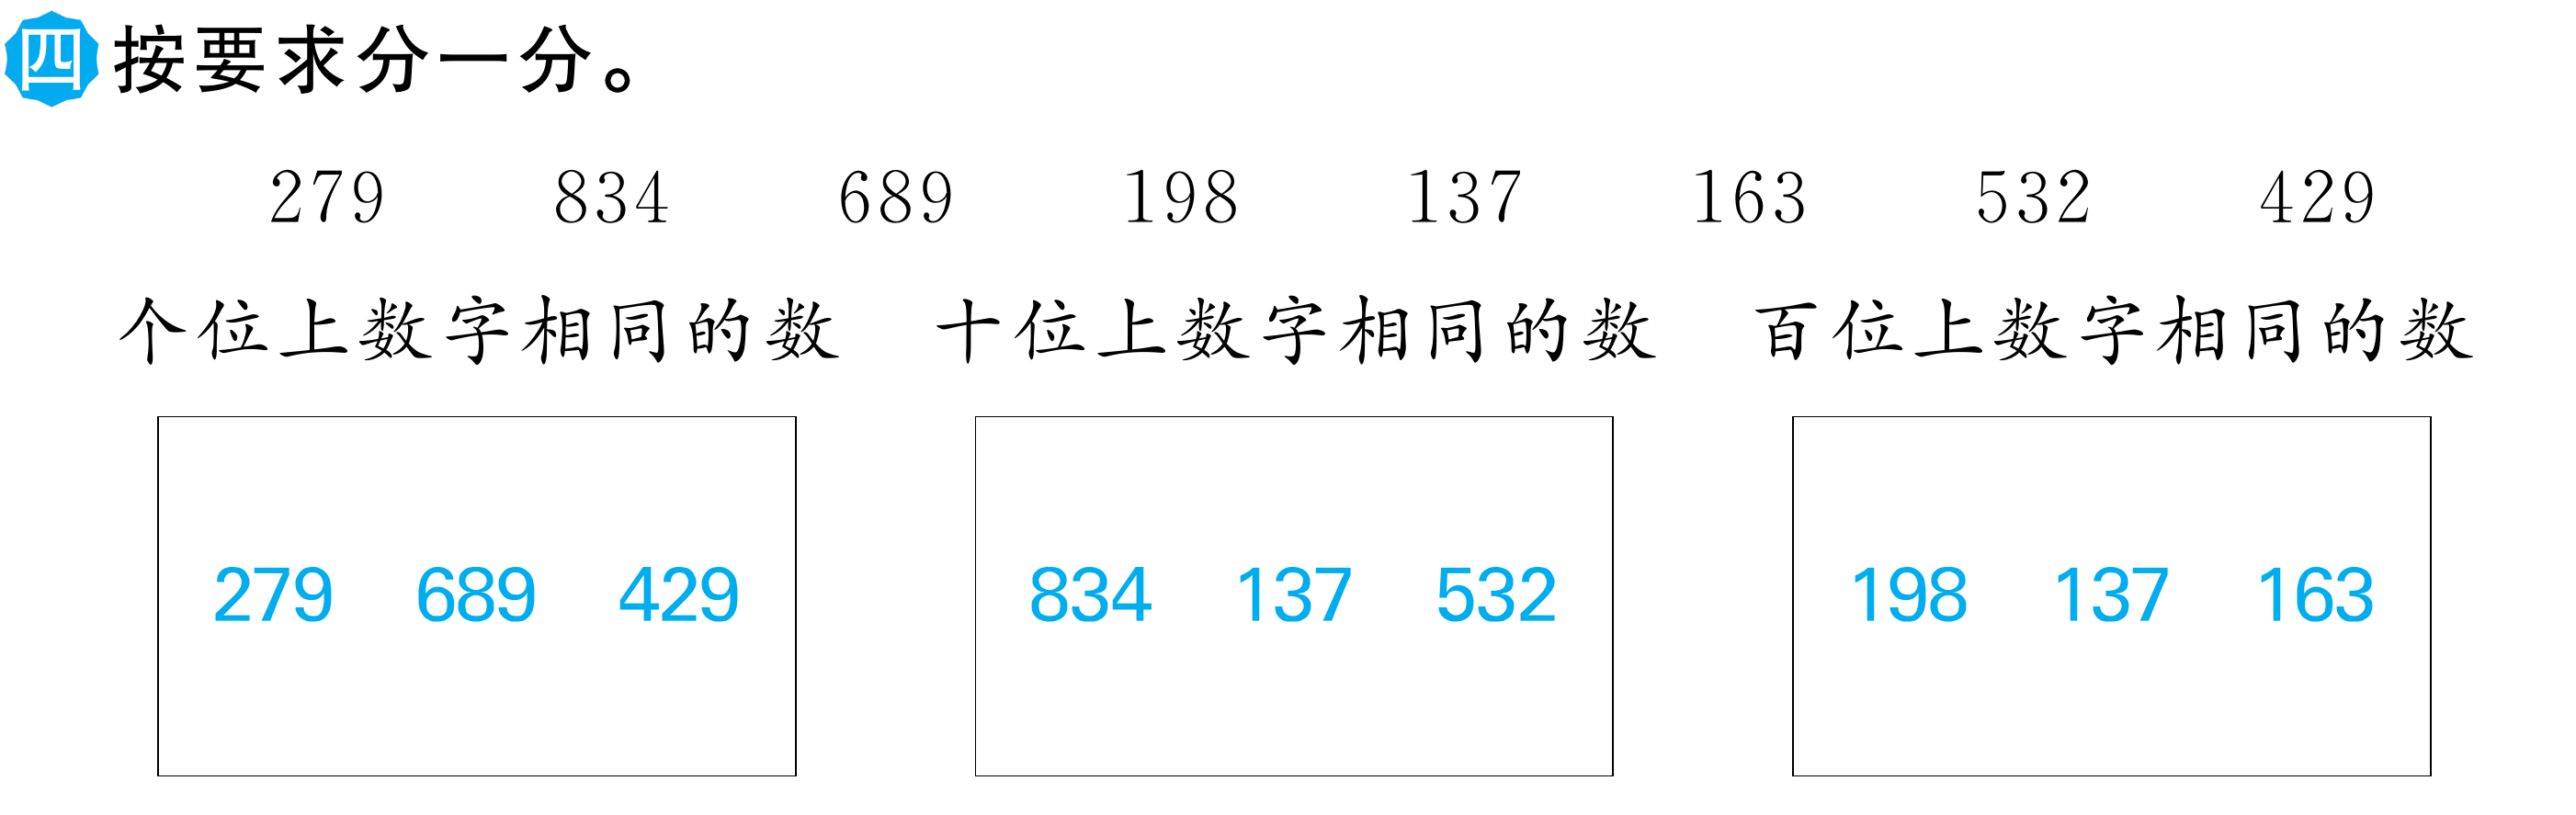 四 按要求分一分。
279 834 689 198 137 163 532 429
个位上数字相同的数 十位上数字相同的数 百位上数字相同的数
279 689 429 834 137 532 198 137 163